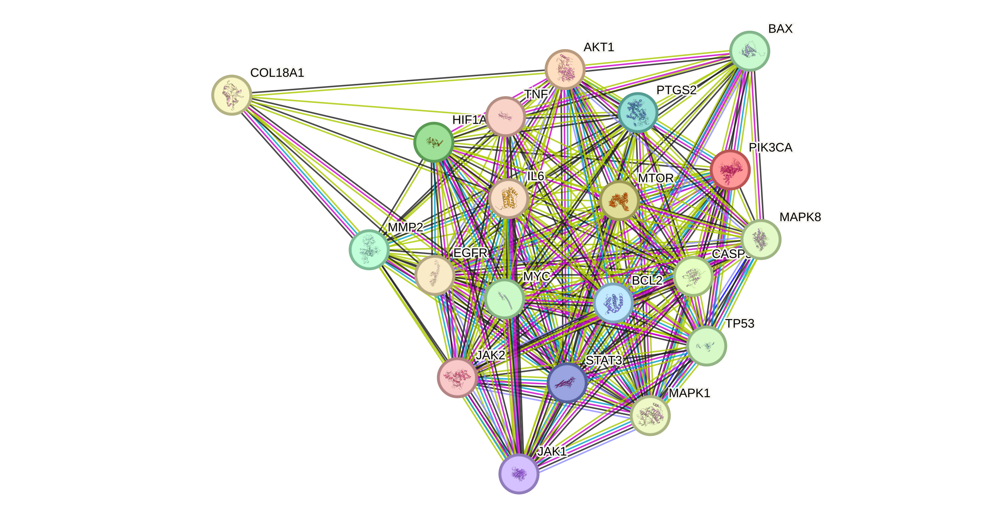 BAX
AKT1
COL18A1
PTGS2
TNF
HIF1A
PIK3CA
IL6
MTOR
MAPK8
MMP2
EGFR
CASP3
MYC
BCL2
TP53
JAK2
STAT3
MAPK1
JAK1